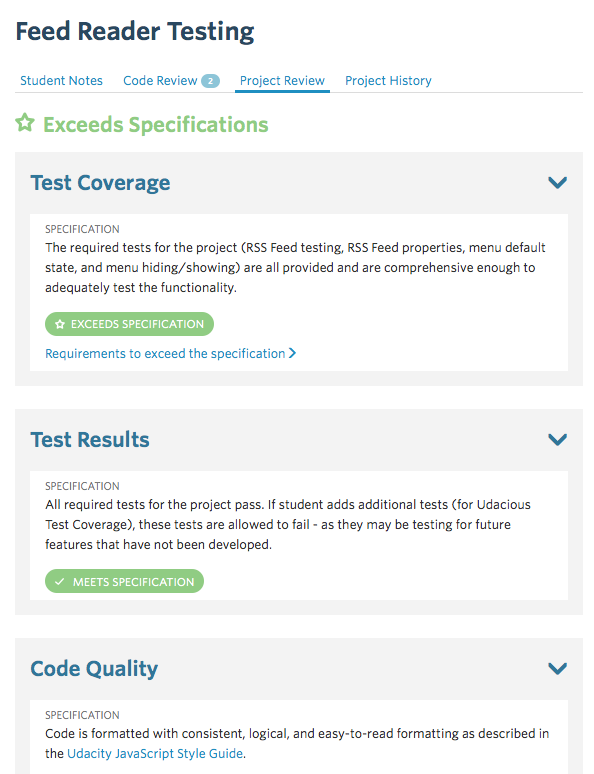 Feed Reader Testing
Student Notes Code Review 2 Project Review Project History
Exceeds Specifications
Test Coverage
SPECIFICATION
The required tests for the project (RSS Feed testing, RSS Feed properties, menu default
state, and menu hiding/showing) are all provided and are comprehensive enough to
adequately test the functionality.
EXCEEDS SPECIFICATION
Requirements to exceed the specification
Test Results
SPECIFICATION
All required tests for the project pass. If student adds additional tests (for Udacious
Test Coverage), these tests are allowed to fail - as they may be testing for future
features that have not been developed.
MEETS SPECIFICATION
Code Quality
SPECIFICATION
Code is formatted with consistent, logical, and easy-to-read formatting as described in
the Udacity JavaScript Style Guide.